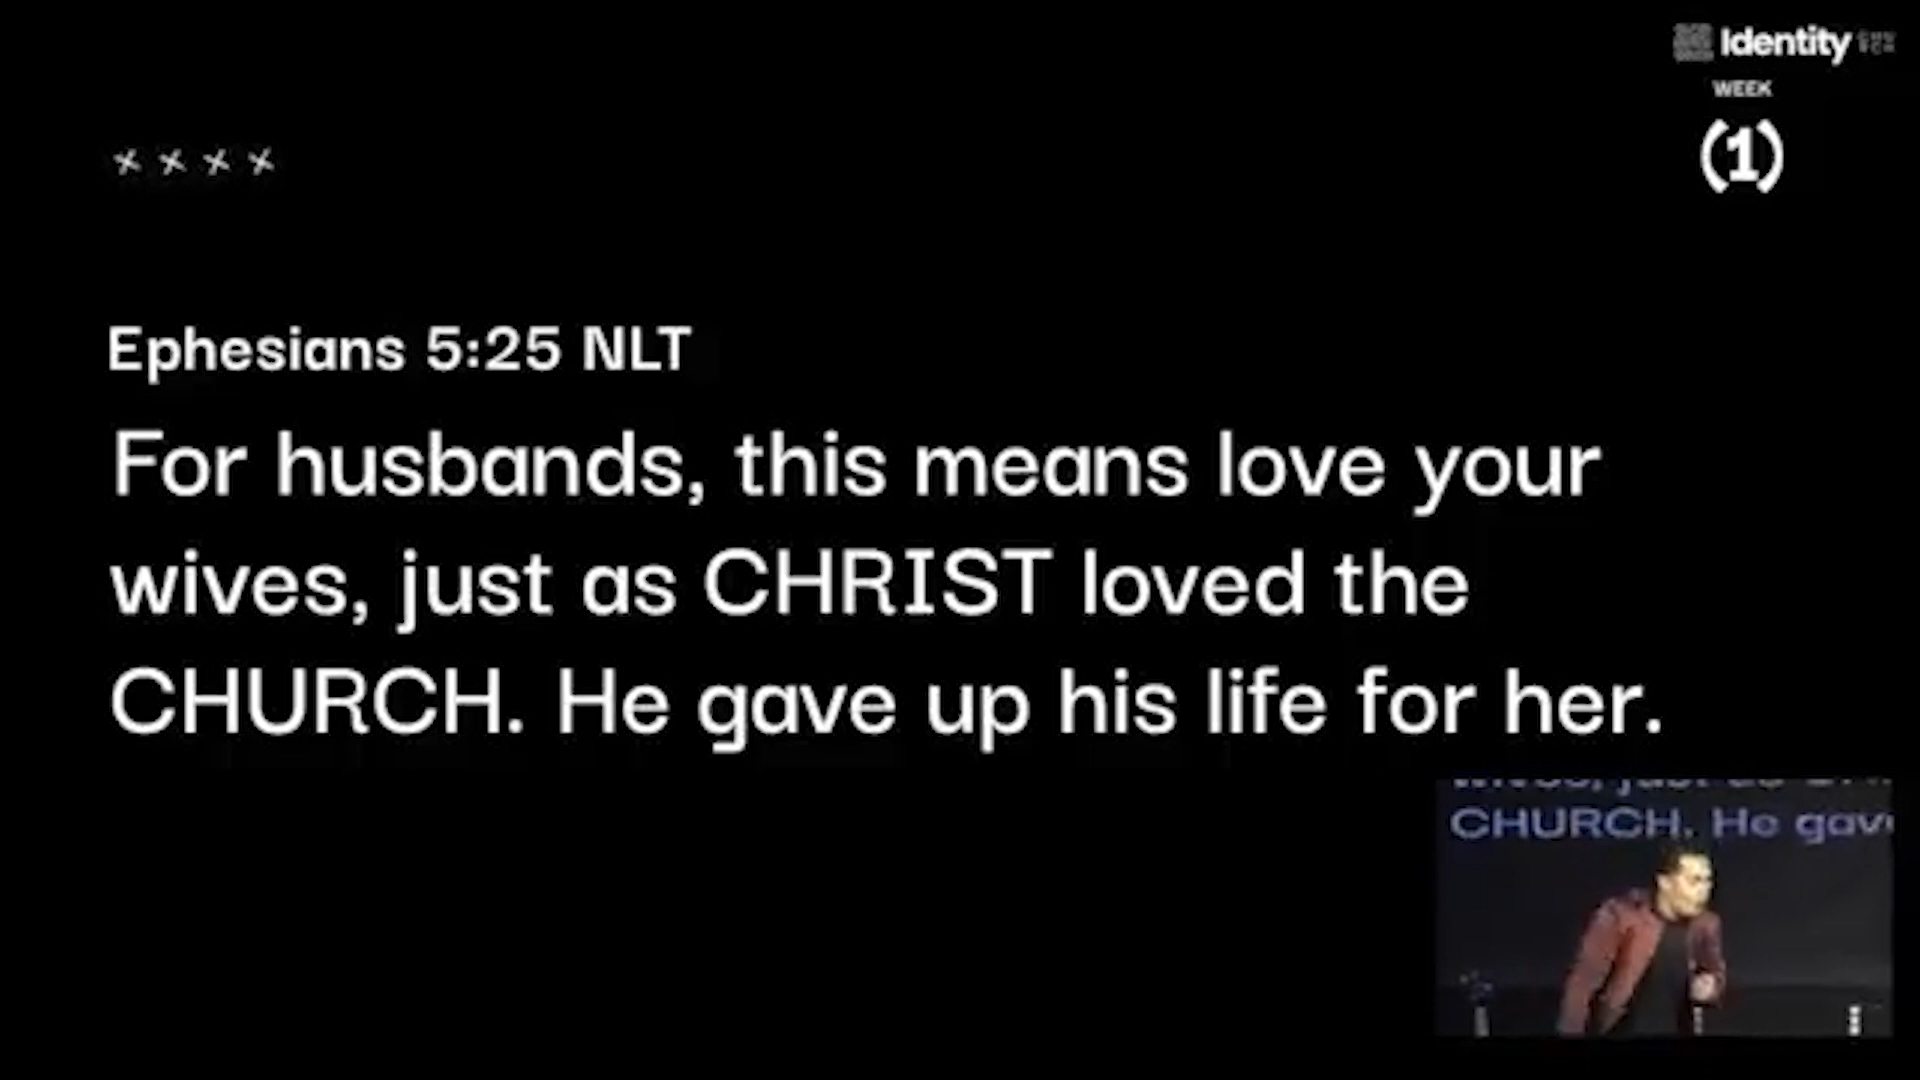 Identity
WEEK
(1)
Ephesians 5:25 NLT
For husbands, this means love your
wives, just as CHRIST loved the
CHURCH. He gave up his life for her.
CHURCH. He gav